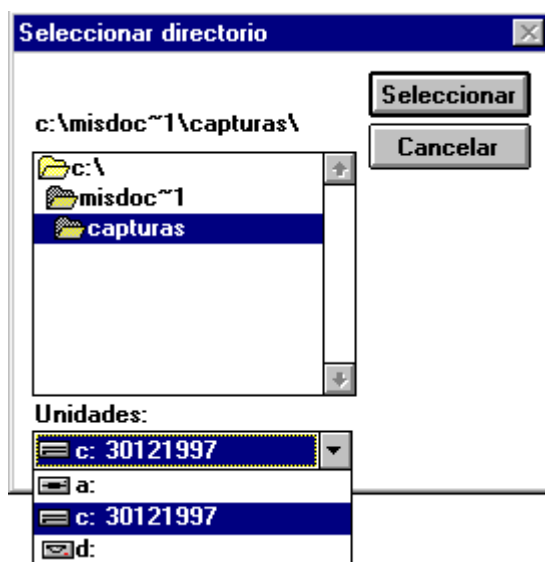 Seleccionar directorio
Seleccionar
c:\misdoc~1\capturas\
Cancelar
c:\
misdoc~1
capturas
Unidades:
c: 30121997
a:
c: 30121997
d: